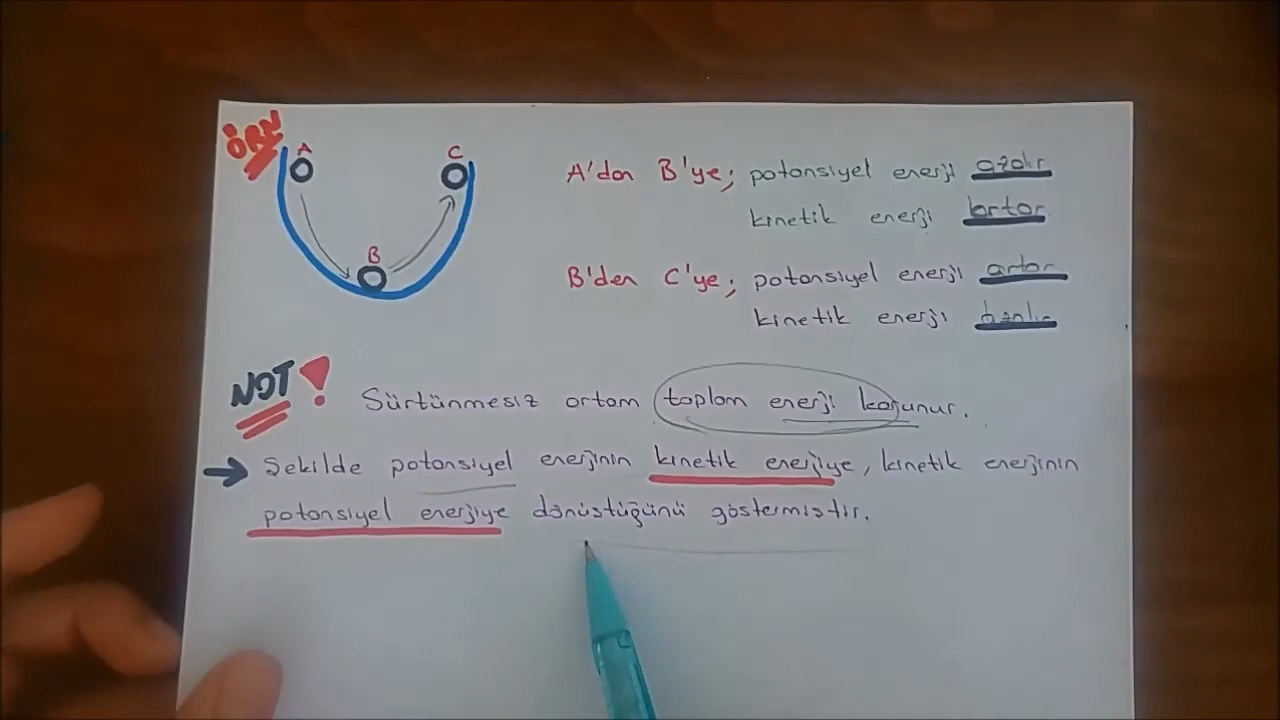 ÖRN
A
C
B
A'dan B'ye; potansiyel enerji azalır
kinetik enerji artar
B'den C'ye; potansiyel enerji artar
kinetik enerji azalır
NOT!
Sürtünmesiz ortam toplam enerji korunur.
→ Şekilde potansiyel enerjinin kinetik enerjiye, kinetik enerjinin
potansiyel enerjiye dönüştüğünü göstermiştir.